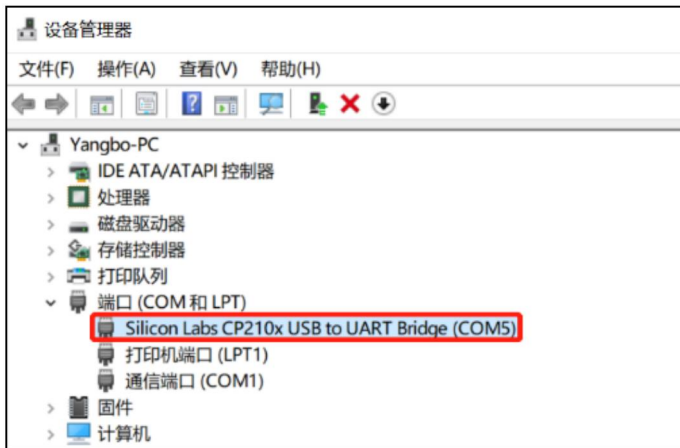 设备管理器
文件(F) 操作(A) 查看(V) 帮助(H)
Yangbo-PC
IDE ATA/ATAPI 控制器
处理器
磁盘驱动器
存储控制器
打印队列
端口 (COM 和 LPT)
Silicon Labs CP210x USB to UART Bridge (COM5)
打印机端口 (LPT1)
通信端口 (COM1)
固件
计算机